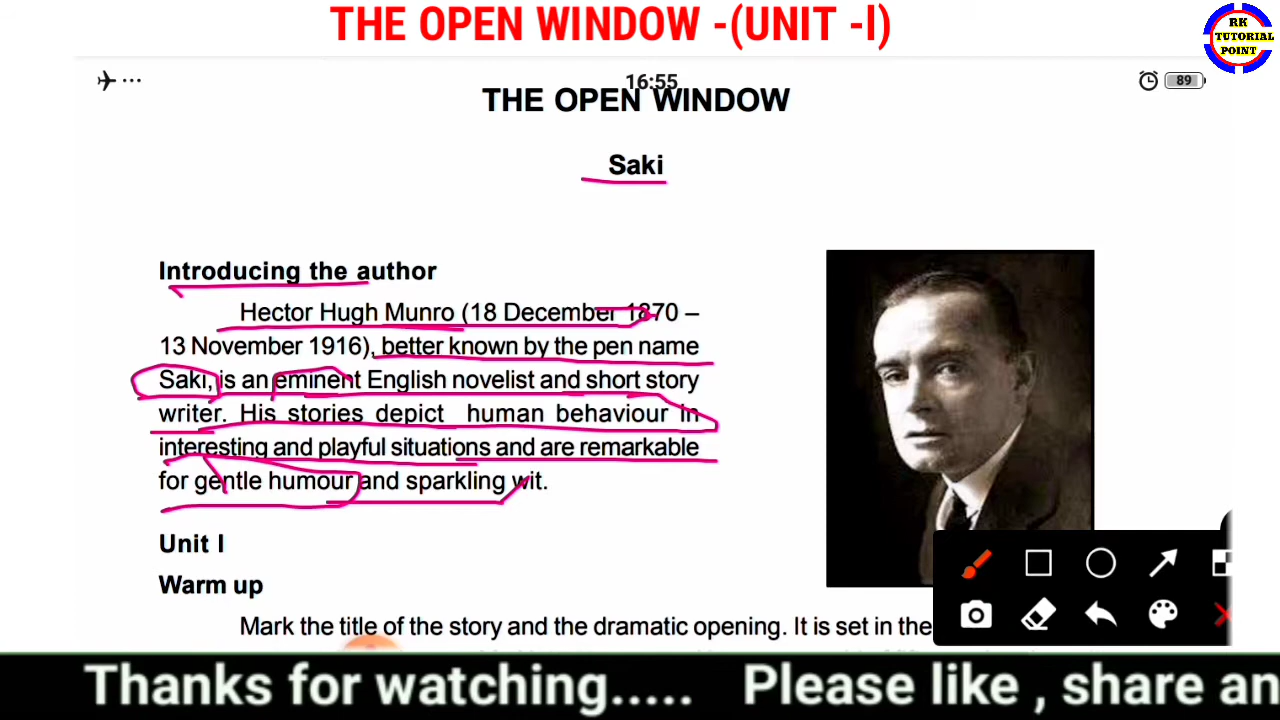 THE OPEN WINDOW -(UNIT -I)
RK
TUTORIAL
POINT
16:55
89
THE OPEN WINDOW
Saki
Introducing the author
Hector Hugh Munro (18 December 1870 –
13 November 1916), better known by the pen name
Saki, is an eminent English novelist and short story
writer. His stories depict human behaviour in
interesting and playful situations and are remarkable
for gentle humour and sparkling wit.
Unit I
Warm up
Mark the title of the story and the dramatic opening. It is set in the
Thanks for watching..... Please like , share an